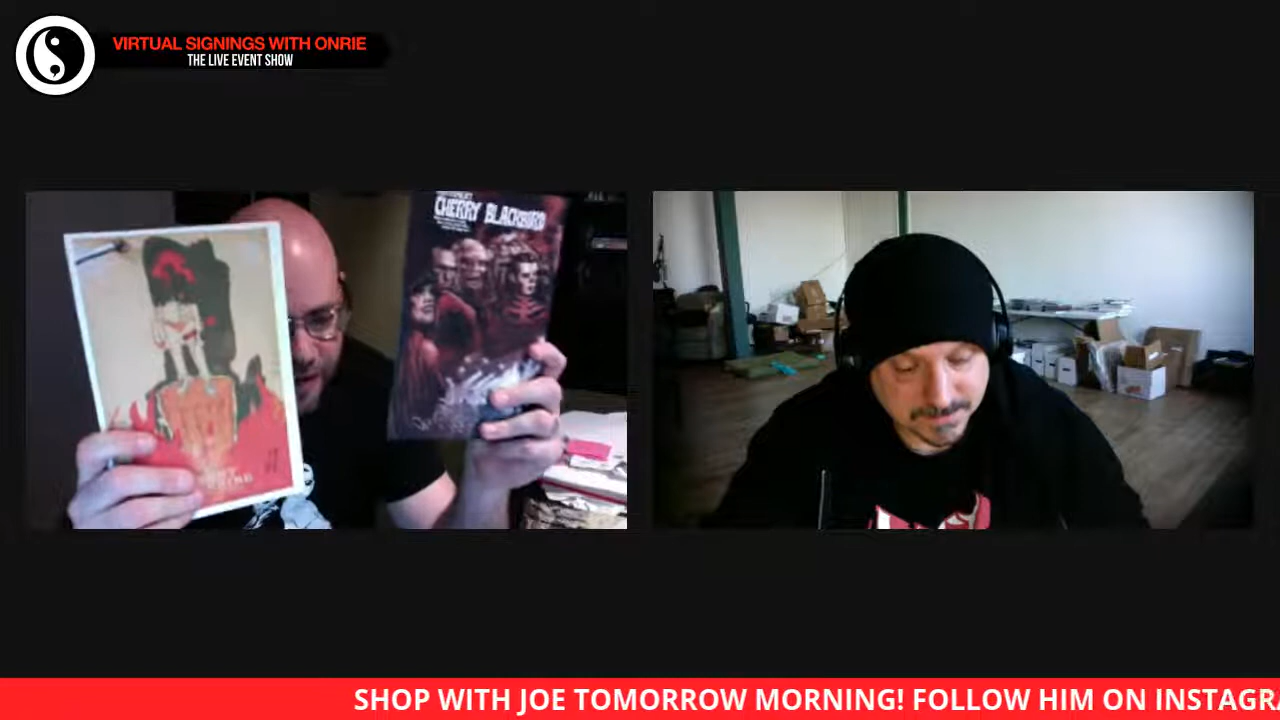 VIRTUAL SIGNINGS WITH ONRIE
THE LIVE EVENT SHOW
CHERRY BLACKBIRD
SHOP WITH JOE TOMORROW MORNING! FOLLOW HIM ON INSTAGRA